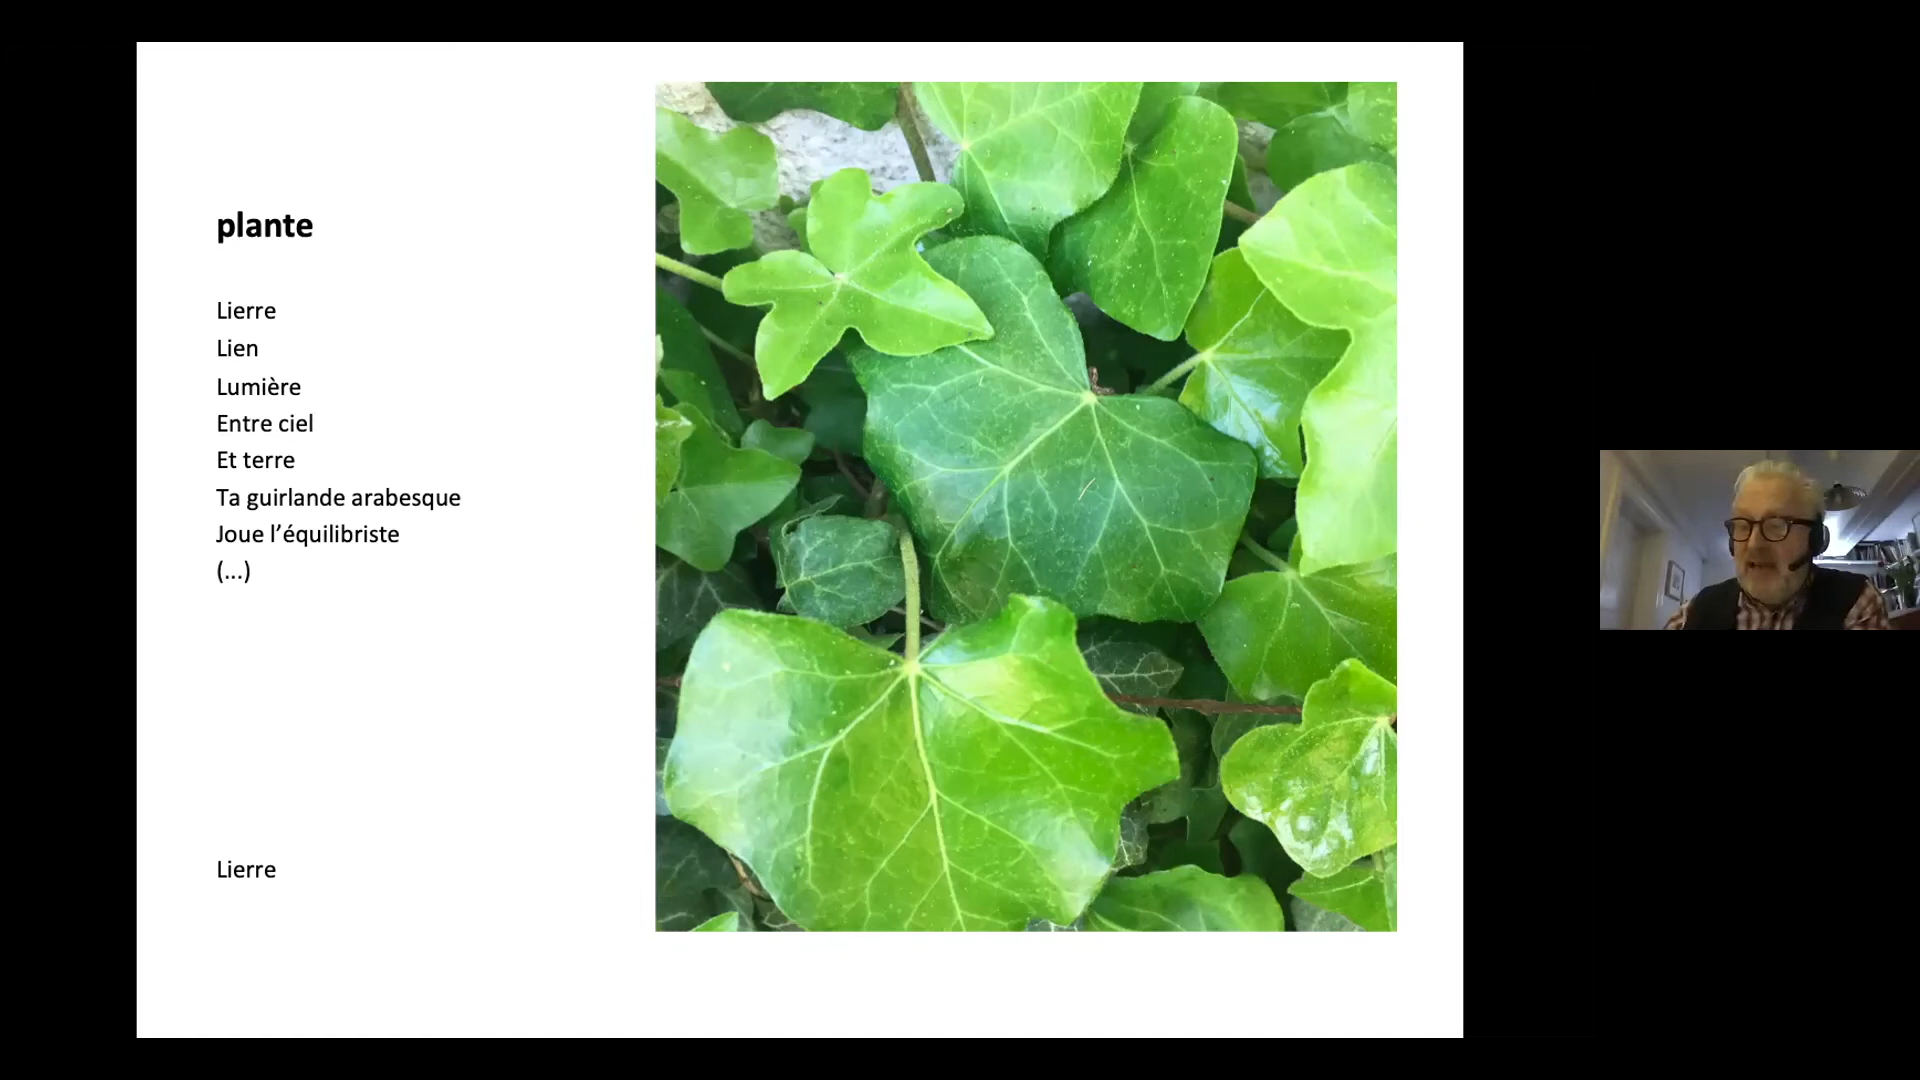 plante
Lierre
Lien
Lumière
Entre ciel
Et terre
Ta guirlande arabesque
Joue l’équilibriste
(...)
Lierre